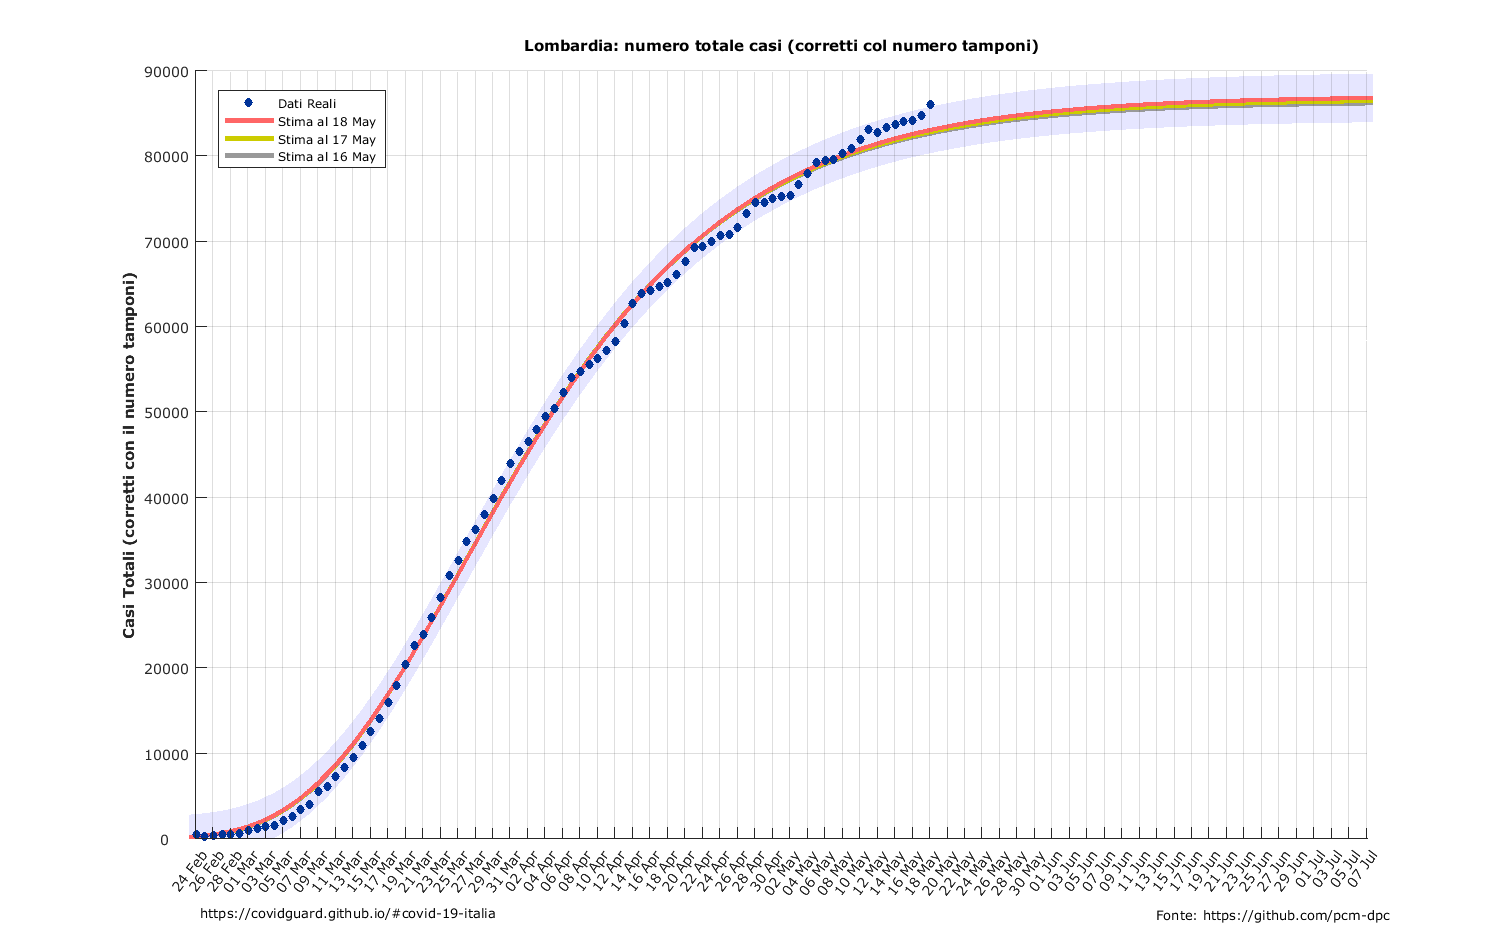 Lombardia: numero totale casi (corretti col numero tamponi)
Dati Reali
Stima al 18 May
Stima al 17 May
Stima al 16 May
Casi Totali (corretti con il numero tamponi)
90000
80000
70000
60000
50000
40000
30000
20000
10000
0
24 Feb
26 Feb
28 Feb
01 Mar
03 Mar
05 Mar
07 Mar
09 Mar
11 Mar
13 Mar
15 Mar
17 Mar
19 Mar
21 Mar
23 Mar
25 Mar
27 Mar
29 Mar
31 Mar
02 Apr
04 Apr
06 Apr
08 Apr
10 Apr
12 Apr
14 Apr
16 Apr
18 Apr
20 Apr
22 Apr
24 Apr
26 Apr
28 Apr
30 Apr
02 May
04 May
06 May
08 May
10 May
12 May
14 May
16 May
18 May
20 May
22 May
24 May
26 May
28 May
30 May
01 Jun
03 Jun
05 Jun
07 Jun
09 Jun
11 Jun
13 Jun
15 Jun
17 Jun
19 Jun
21 Jun
23 Jun
25 Jun
27 Jun
29 Jun
01 Jul
03 Jul
05 Jul
07 Jul
https://covidguard.github.io/#covid-19-italia
Fonte: https://github.com/pcm-dpc